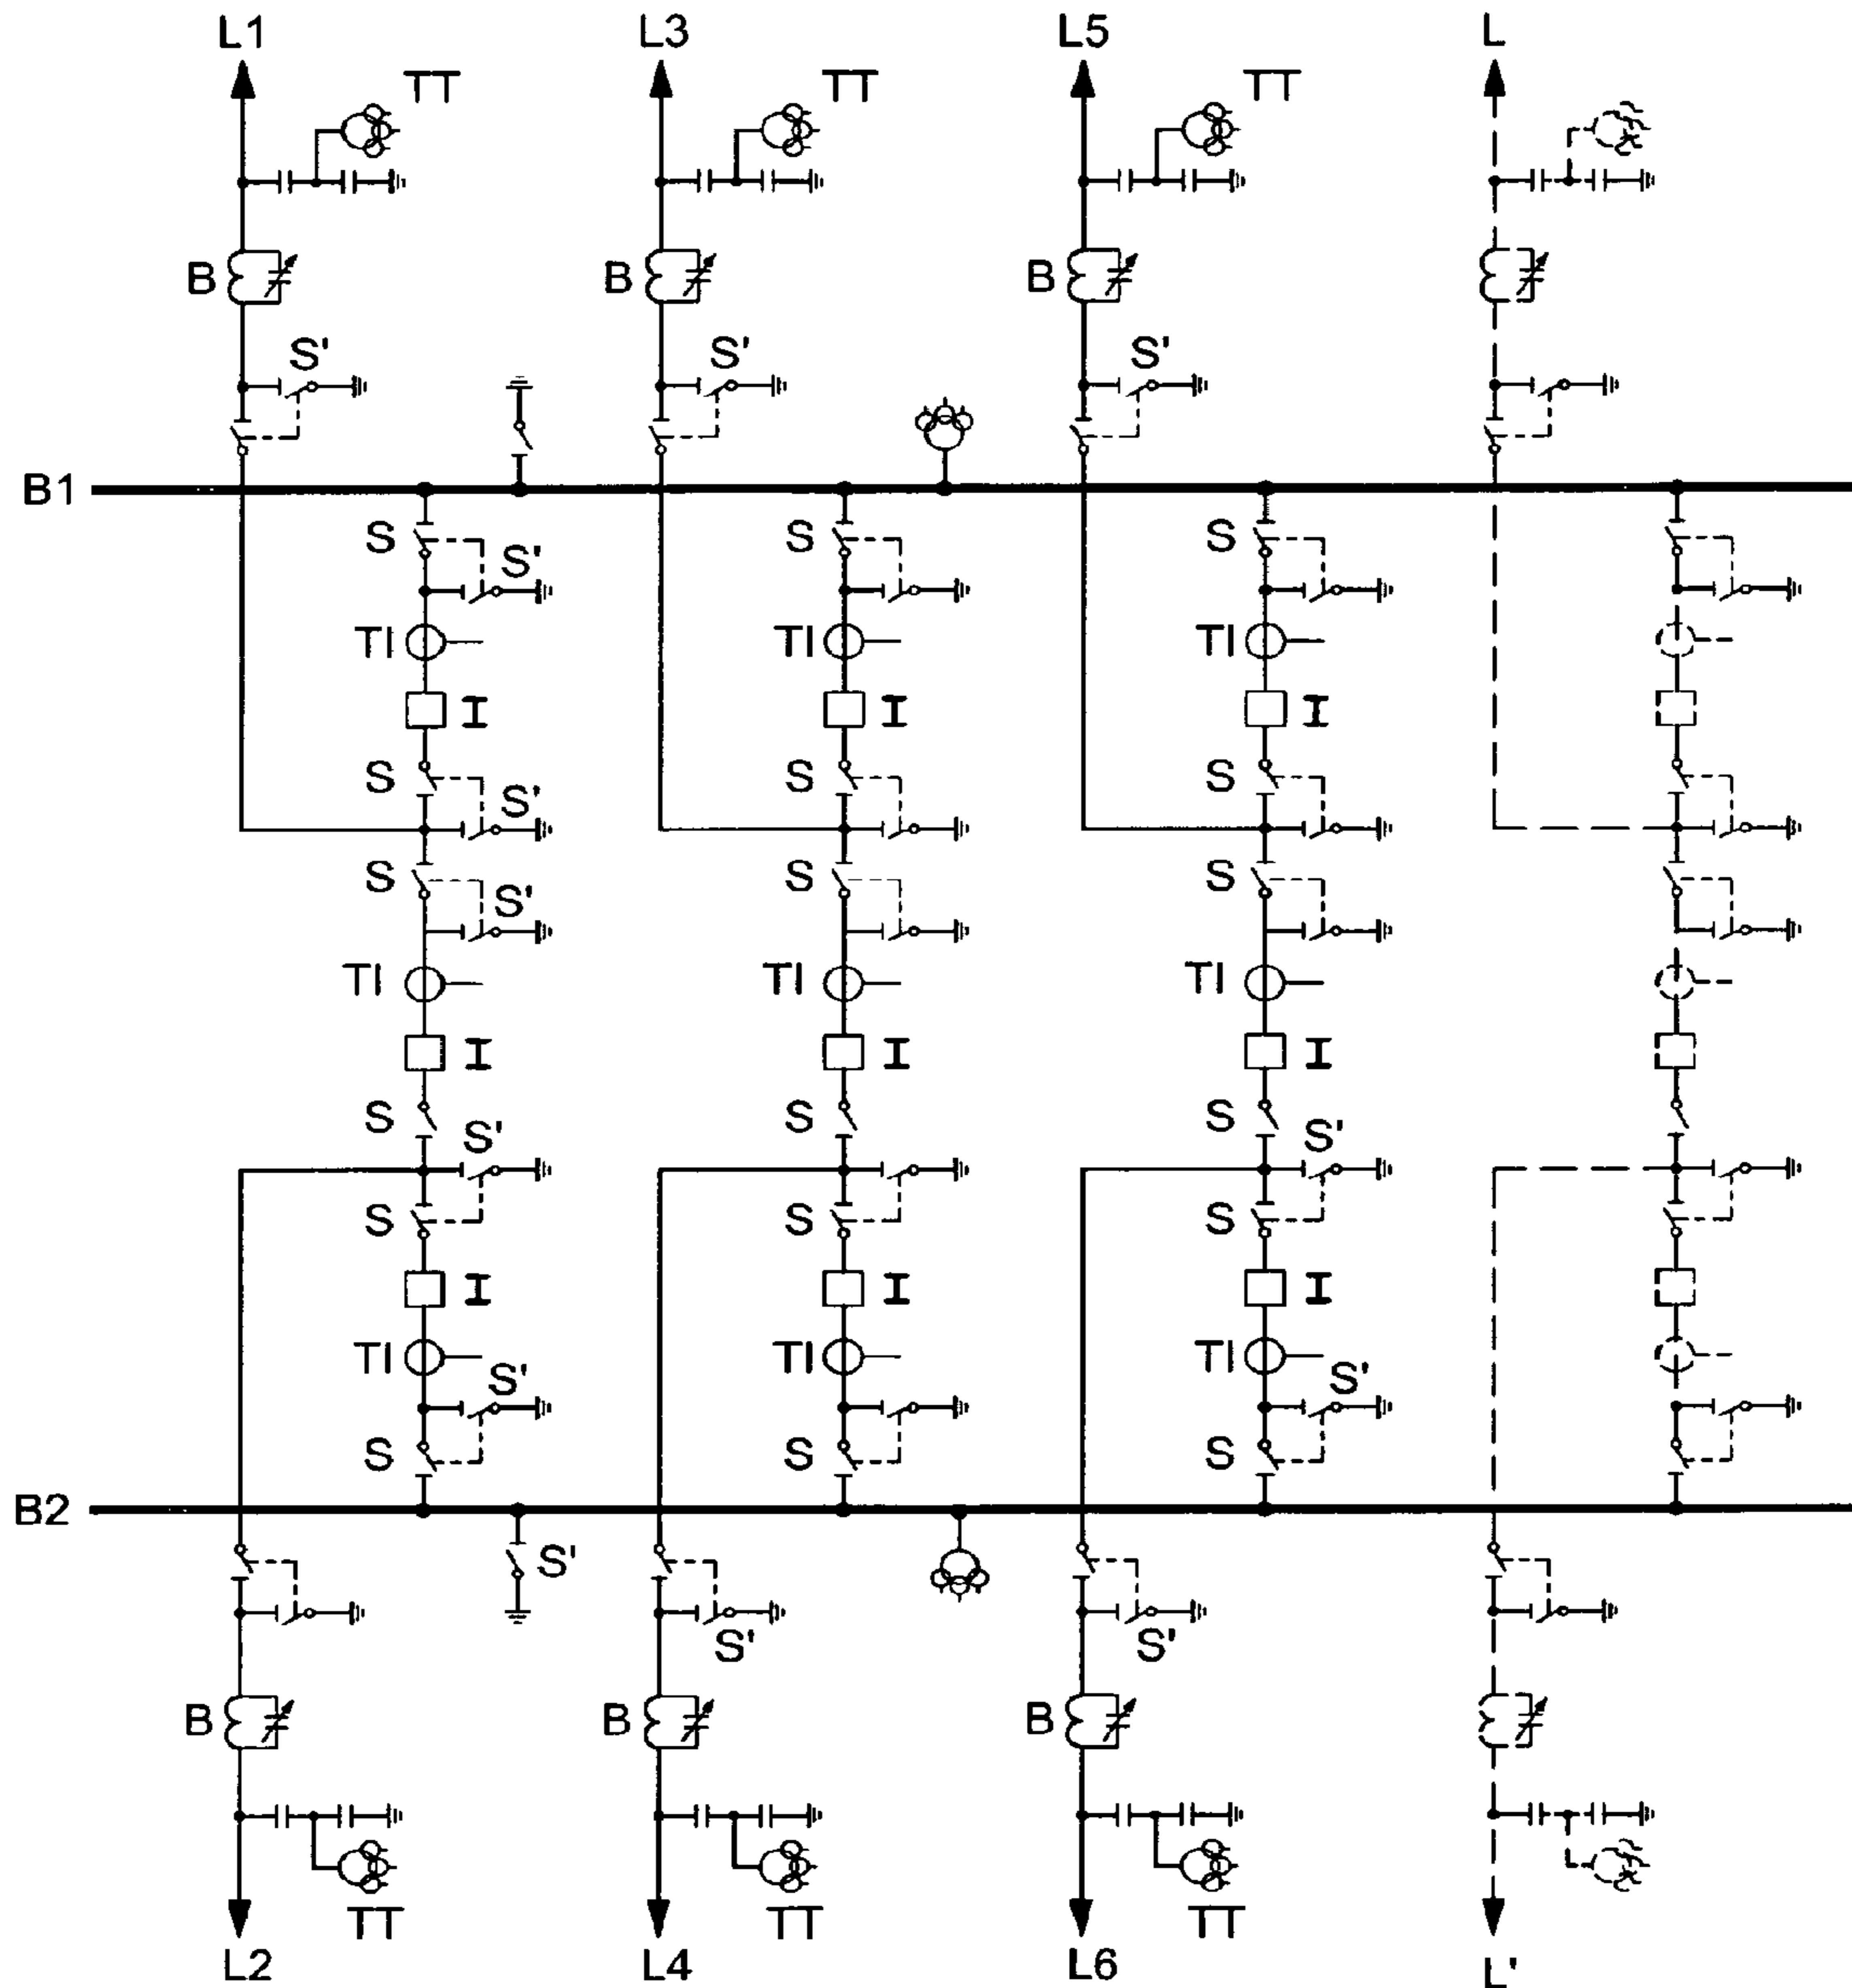 L1 L3 L5 L
TT TT TT
B B B
S' S' S'
B1
S S S
S'
TI TI TI
I I I
S S S
S'
S S S
S'
TI TI TI
I I I
S S S
S' S'
S S S
I I I
TI TI TI
S' S'
S S S
B2
S'
S' S'
B B B
TT TT TT
L2 L4 L6 L'